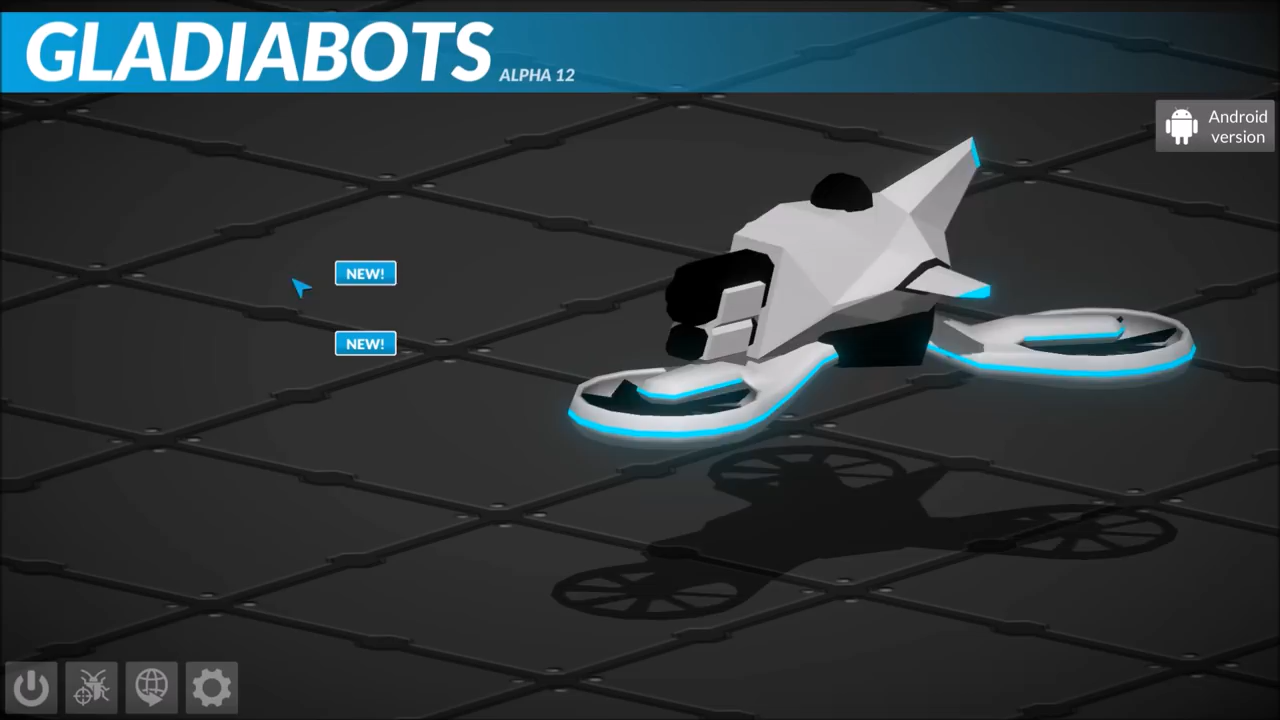 GLADIABOTS
ALPHA 12
Android
version
NEW!
NEW!